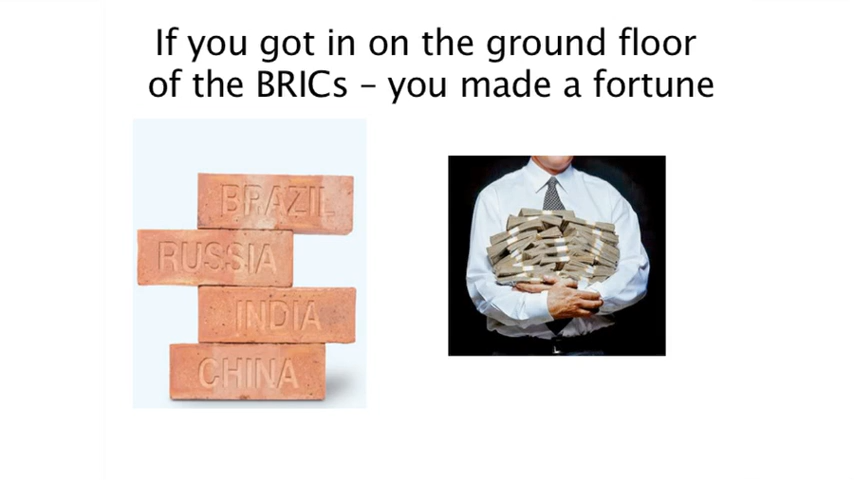 If you got in on the ground floor
of the BRICs – you made a fortune
BRAZIL
RUSSIA
INDIA
CHINA